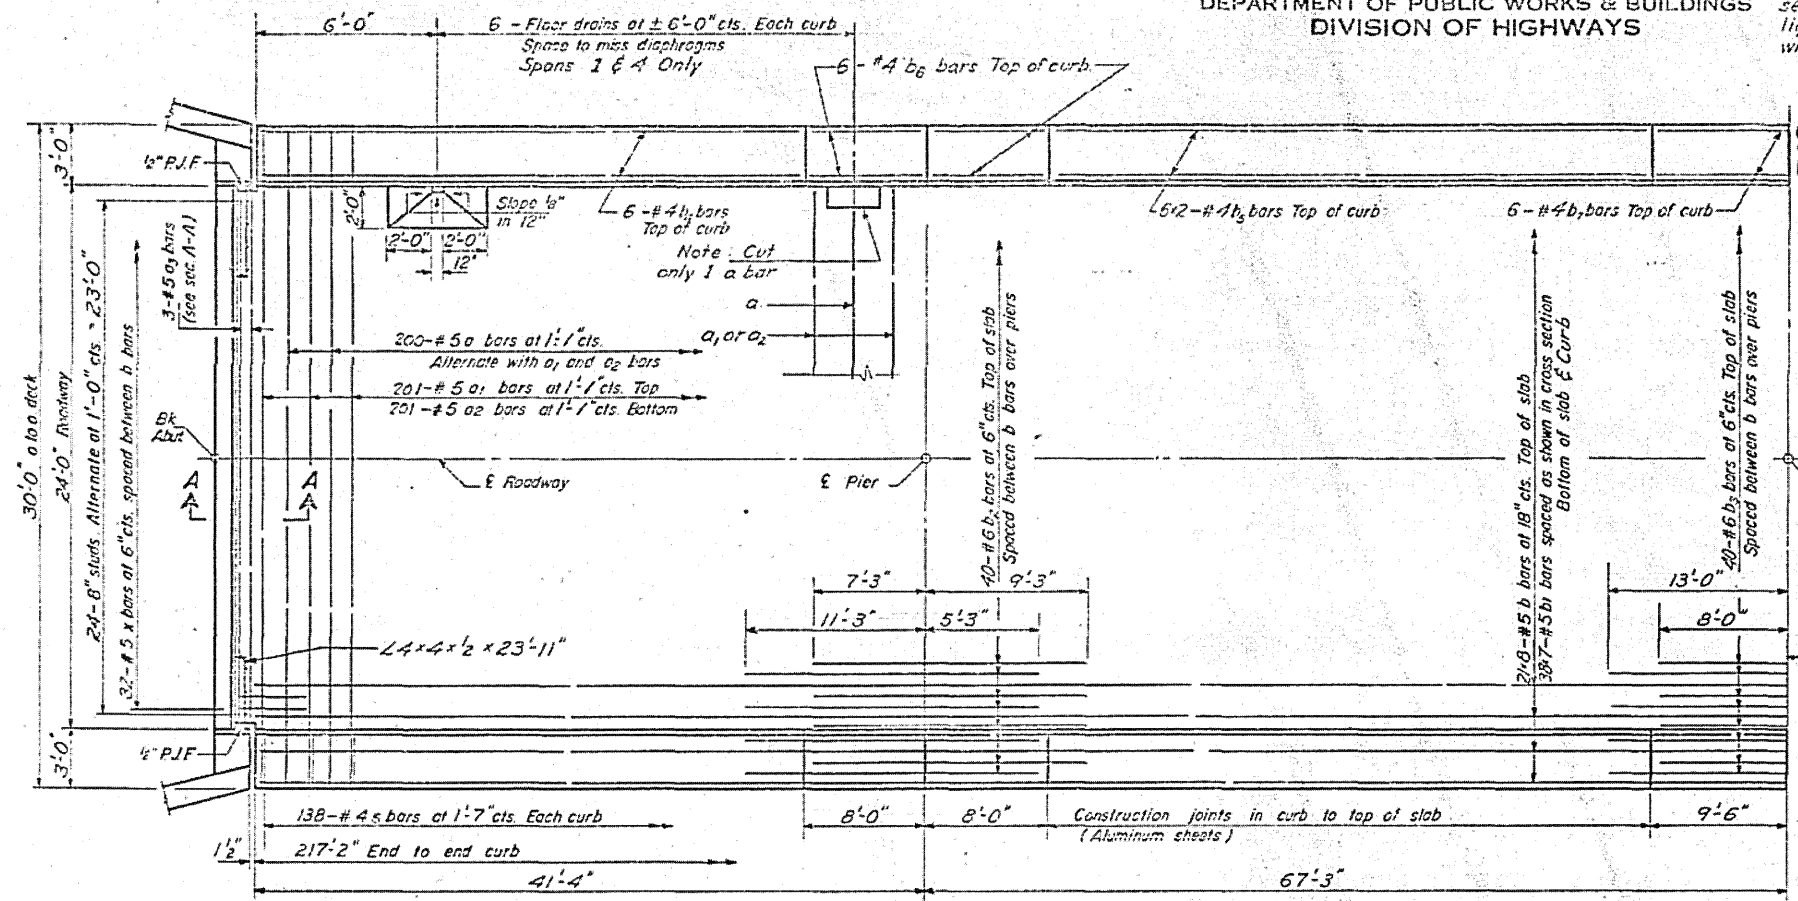 DEPARTMENT OF PUBLIC WORKS & BUILDINGS
DIVISION OF HIGHWAYS
6'-0"
6 - Floor drains at ± 6'-0" cts. Each curb
Space to miss diaphragms
Spans 1 & 4 Only
6 - #4 b6 bars Top of curb
3'-0"
1/2" P.J.F.
2'-0"
Slope 1/8"
in 12"
2'-0"
2'-0"
12"
6 - #4 bars
Top of curb
Note: Cut
only 1 a bar
6x2 - #4 b5 bars Top of curb
6 - #4 b7 bars Top of curb
3 - #5 a3 bars
(see sec. A-A)
a
a1 or a2
200 - #5 a bars at 1'-1" cts.
Alternate with a1 and a2 bars
201 - #5 a1 bars at 1'-1" cts. Top
201 - #5 a2 bars at 1'-1" cts. Bottom
30'-0" o to o deck
24'-0" Roadway
24 - 8" studs Alternate at 1'-0" cts = 23'-0"
32 - #5 x bars at 6" cts. spaced between b bars
Bk.
Abut
A A
℄ Roadway
℄ Pier
40 - #6 b2 bars at 6" cts. Top of slab
Spaced between b bars over piers
21x8 - #5 b bars at 18" cts. Top of slab
38x7 - #5 b1 bars spaced as shown in cross section
Bottom of slab & Curb
40 - #6 b3 bars at 6" cts. Top of slab
Spaced between b bars over piers
7'-3"
9'-3"
13'-0"
11'-3"
5'-3"
8'-0"
L4 x 4 x 1/2 x 23'-11"
1/2" P.J.F.
3'-0"
138 - #4 s bars at 1'-7" cts. Each curb
8'-0"
8'-0"
Construction joints in curb to top of slab
(Aluminum sheets)
9'-6"
1 1/2"
217'-2" End to end curb
41'-4"
67'-3"